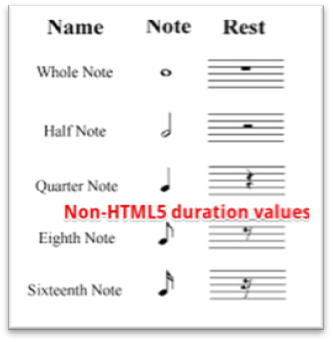 Name Note Rest
Whole Note
Half Note
Quarter Note
Non-HTML5 duration values
Eighth Note
Sixteenth Note